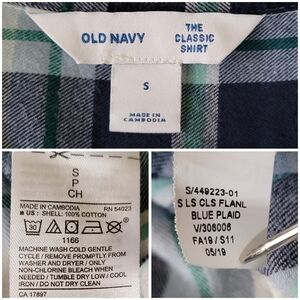 OLD NAVY
THE
CLASSIC
SHIRT
S
MADE IN
CAMBODIA
S
P
CH
MADE IN CAMBODIA
RN 54023
US : SHELL: 100% COTTON
30
1166
MACHINE WASH COLD GENTLE
CYCLE / REMOVE PROMPTLY FROM
WASHER AND DRYER / ONLY
NON-CHLORINE BLEACH WHEN
NEEDED / TUMBLE DRY LOW / COOL
IRON / DO NOT DRY CLEAN
CA 17897
S/449223-01
S LS CLS FLANL
BLUE PLAID
V/306006
FA19 / S11
05/19